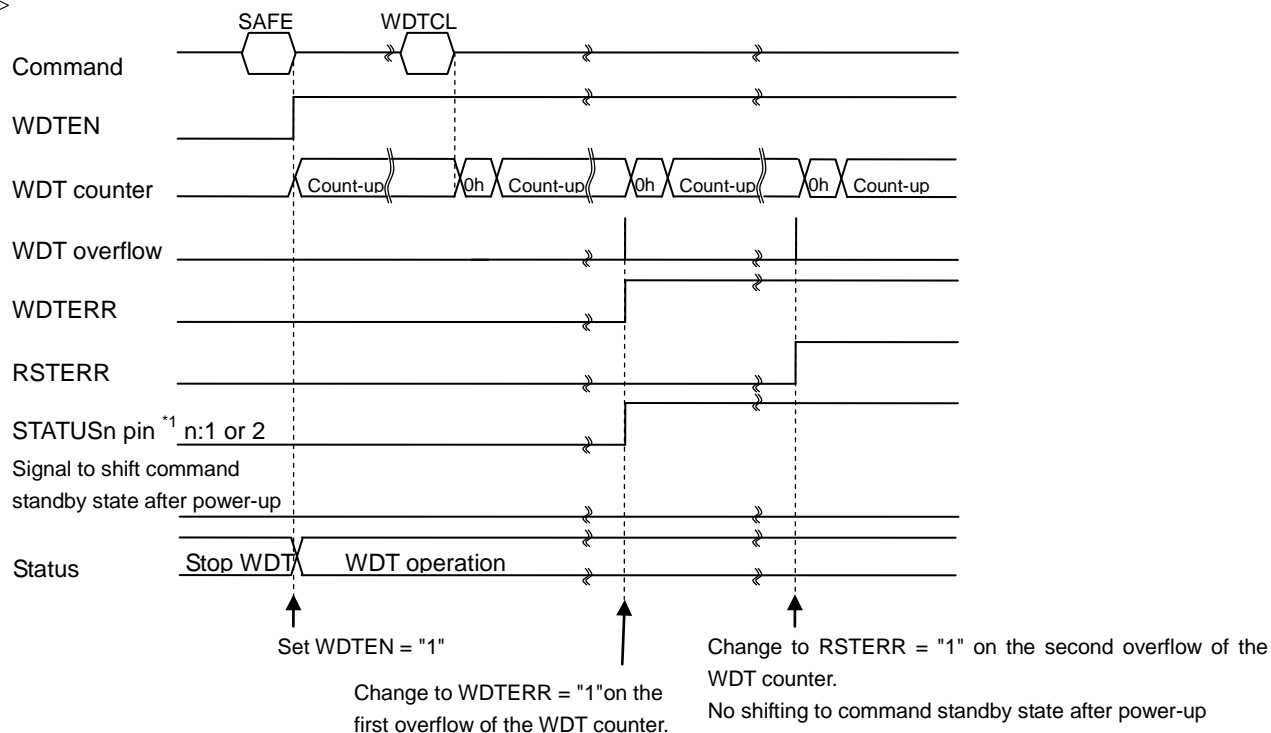 >
SAFE WDTCL
Command
WDTEN
WDT counter Count-up 0h Count-up 0h Count-up 0h Count-up
WDT overflow
WDTERR
RSTERR
STATUSn pin *1 n:1 or 2
Signal to shift command
standby state after power-up
Status Stop WDT WDT operation
Set WDTEN = "1"
Change to WDTERR = "1"on the
first overflow of the WDT counter.
Change to RSTERR = "1" on the second overflow of the
WDT counter.
No shifting to command standby state after power-up